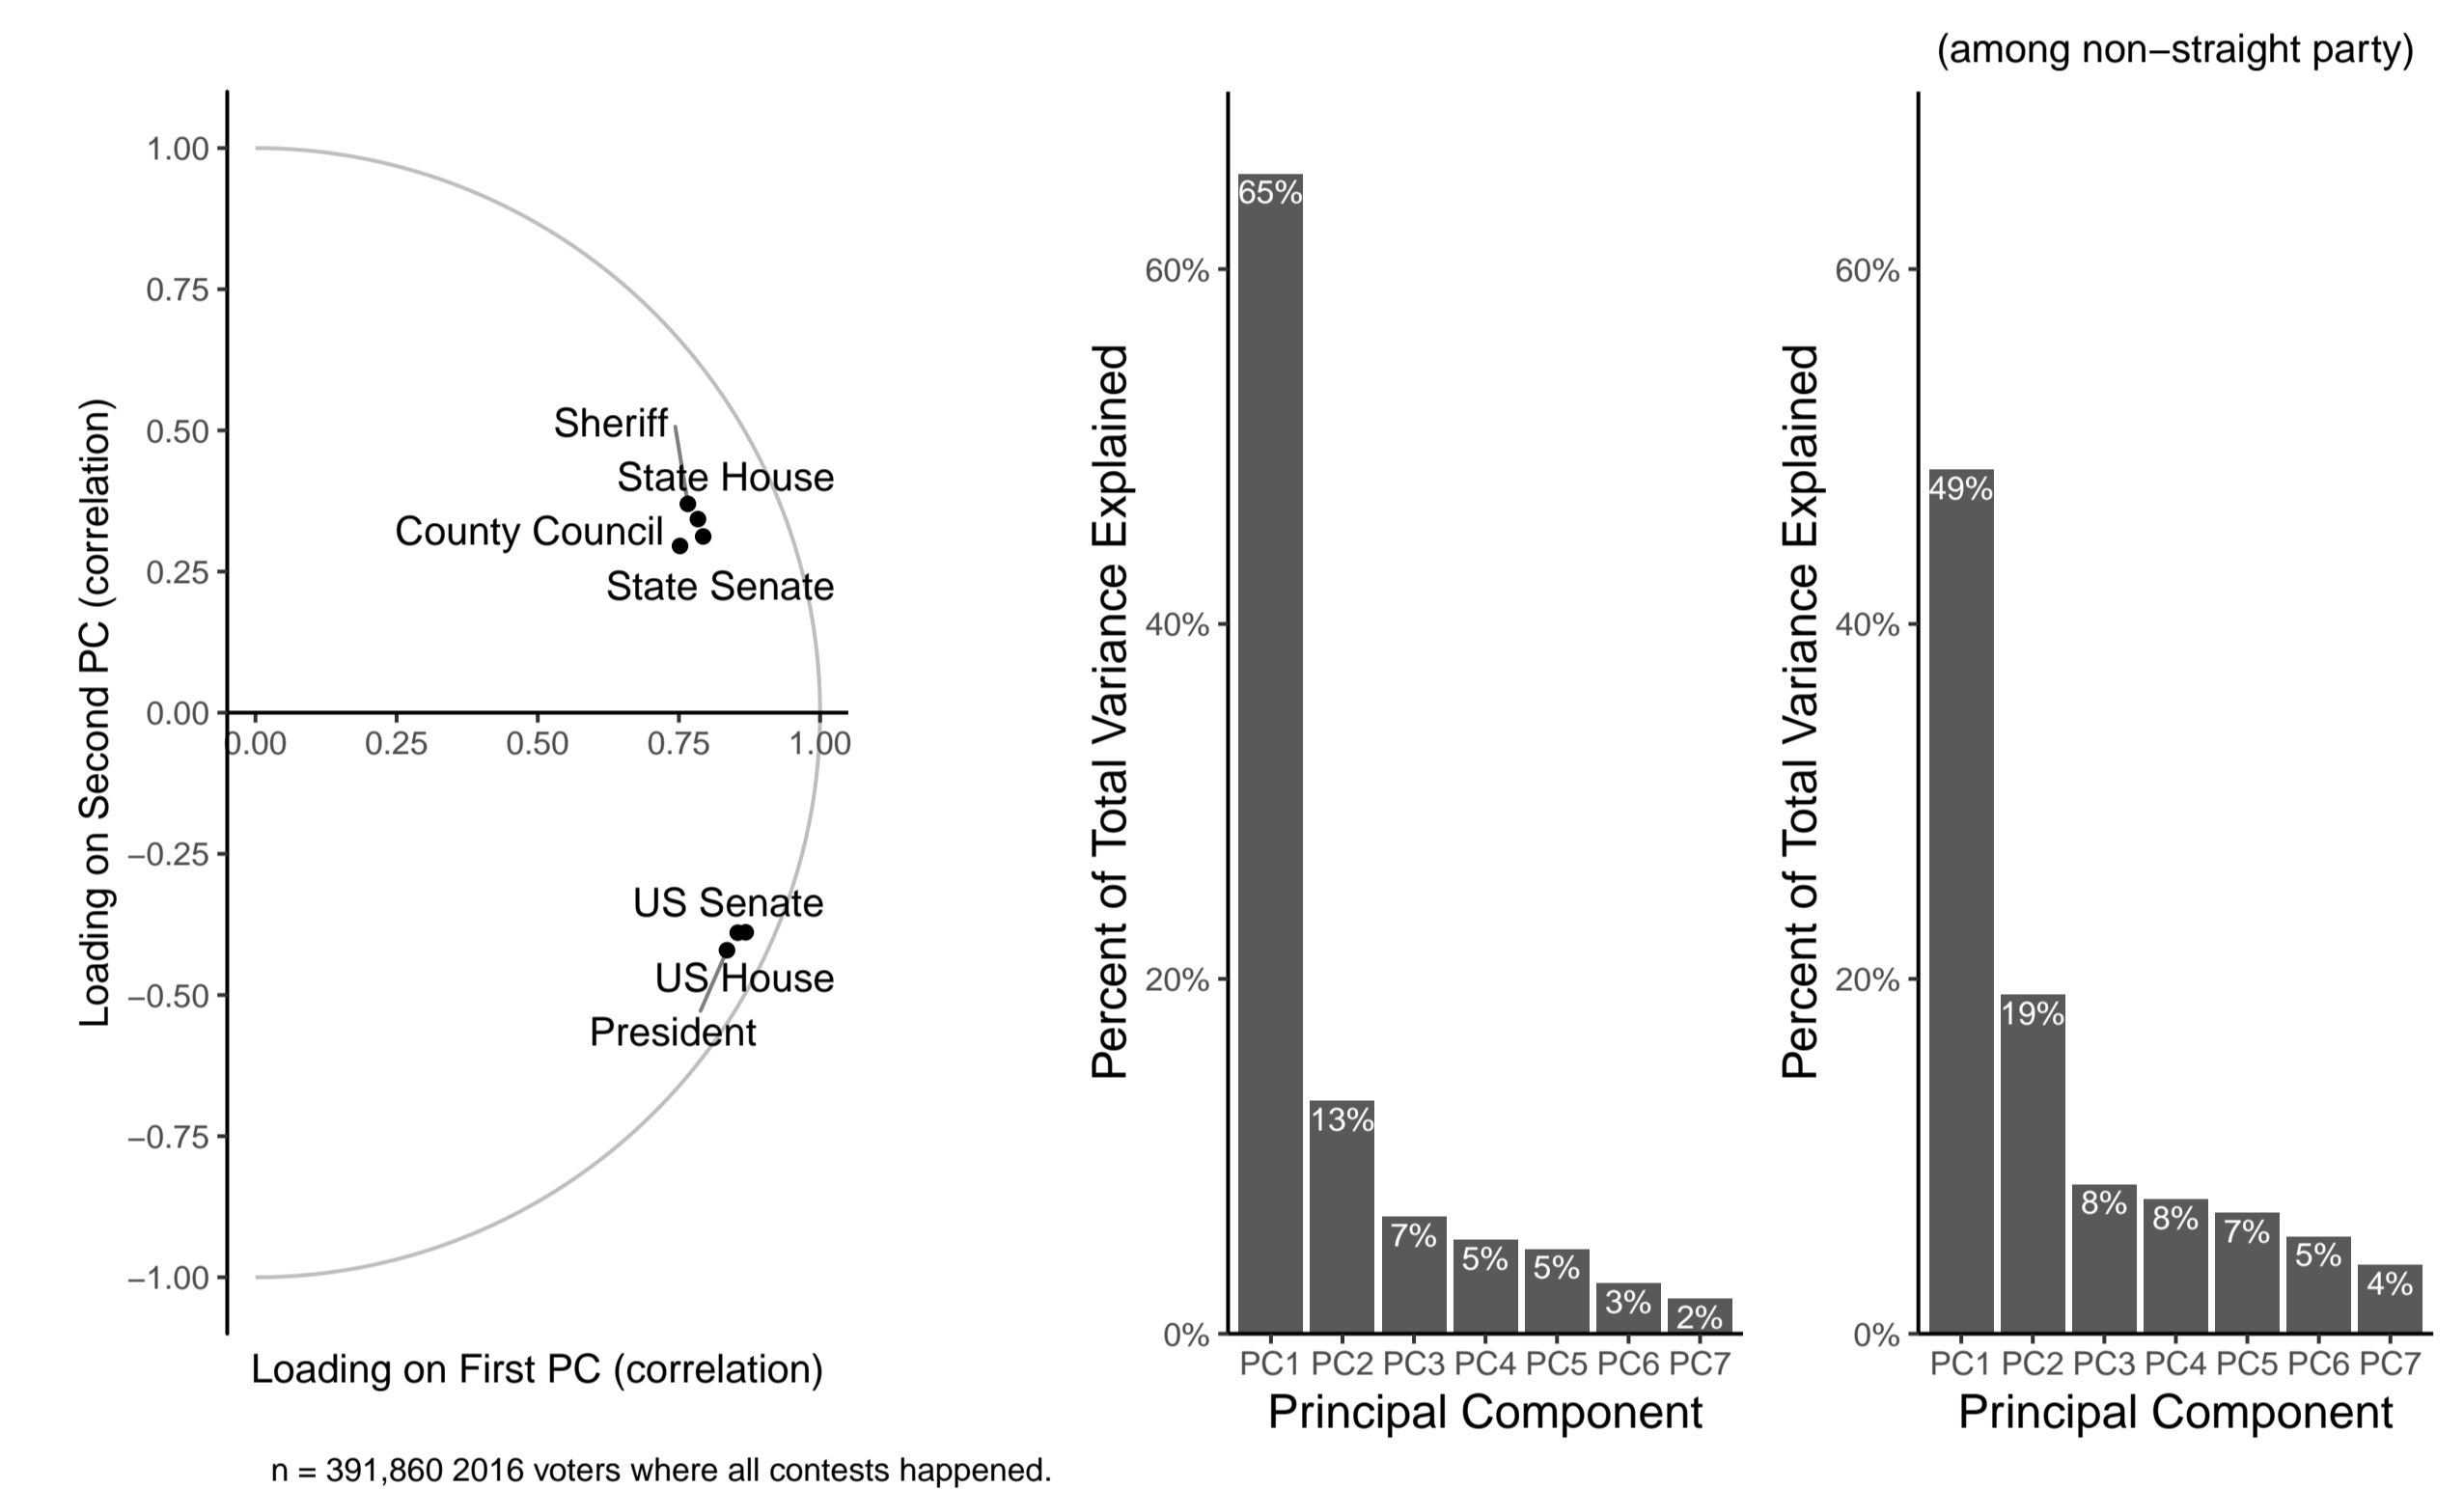 (among non−straight party)
Loading on Second PC (correlation)
1.00
0.75
0.50
0.25
0.00
−0.25
−0.50
−0.75
−1.00
0.00 0.25 0.50 0.75 1.00
Sheriff
State House
County Council
State Senate
US Senate
US House
President
Loading on First PC (correlation)
n = 391,860 2016 voters where all contests happened.
Percent of Total Variance Explained
60%
40%
20%
0%
65%
13%
7%
5%
5%
3%
2%
PC1 PC2 PC3 PC4 PC5 PC6 PC7
Principal Component
Percent of Total Variance Explained
60%
40%
20%
0%
49%
19%
8%
8%
7%
5%
4%
PC1 PC2 PC3 PC4 PC5 PC6 PC7
Principal Component